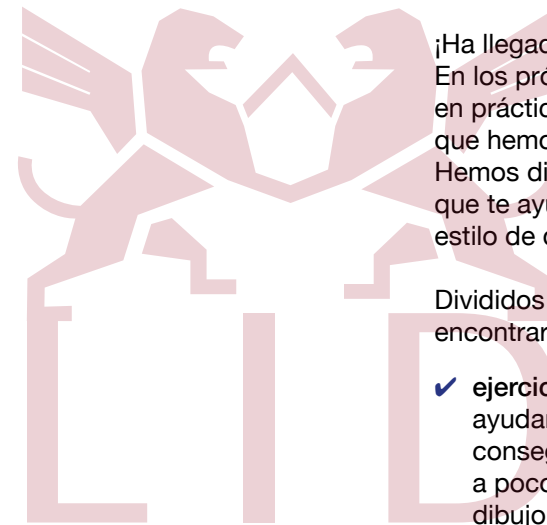 ¡Ha llegad
En los pró
en práctic
que hemo
Hemos di
que te ayu
estilo de d
Divididos
encontrar
✔ ejercic
ayudar
conseg
a poco
dibujo
LID